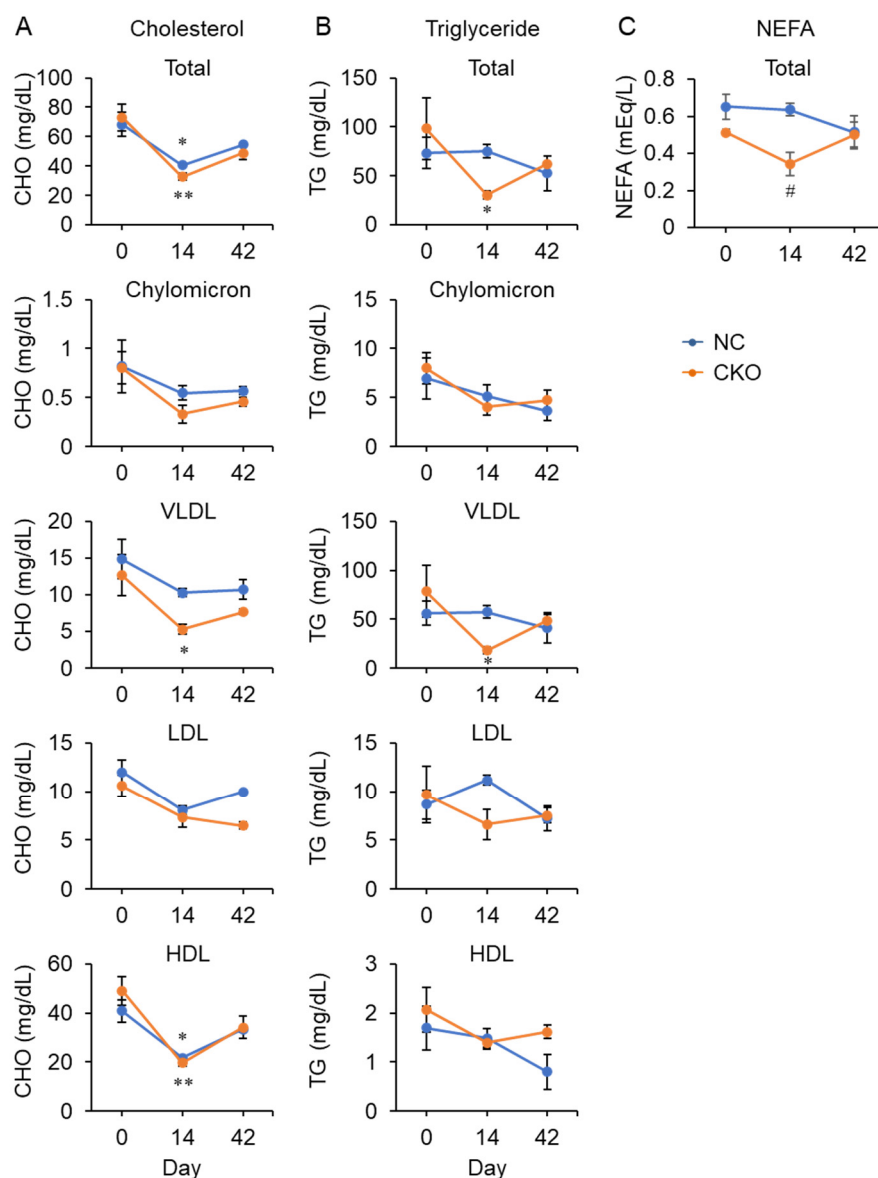 A
Cholesterol
Total
CHO (mg/dL)
100
80
60
40
20
0
*
**
0 14 42
Chylomicron
CHO (mg/dL)
1.5
1
0.5
0
0 14 42
VLDL
CHO (mg/dL)
20
15
10
5
0
*
0 14 42
LDL
CHO (mg/dL)
15
10
5
0
0 14 42
HDL
CHO (mg/dL)
60
40
20
0
*
**
0 14 42
Day
B
Triglyceride
Total
TG (mg/dL)
150
100
50
0
*
0 14 42
Chylomicron
TG (mg/dL)
15
10
5
0
0 14 42
VLDL
TG (mg/dL)
150
100
50
0
*
0 14 42
LDL
TG (mg/dL)
15
10
5
0
0 14 42
HDL
TG (mg/dL)
3
2
1
0
0 14 42
Day
C
NEFA
Total
NEFA (mEq/L)
0.8
0.6
0.4
0.2
0
#
0 14 42
NC
CKO